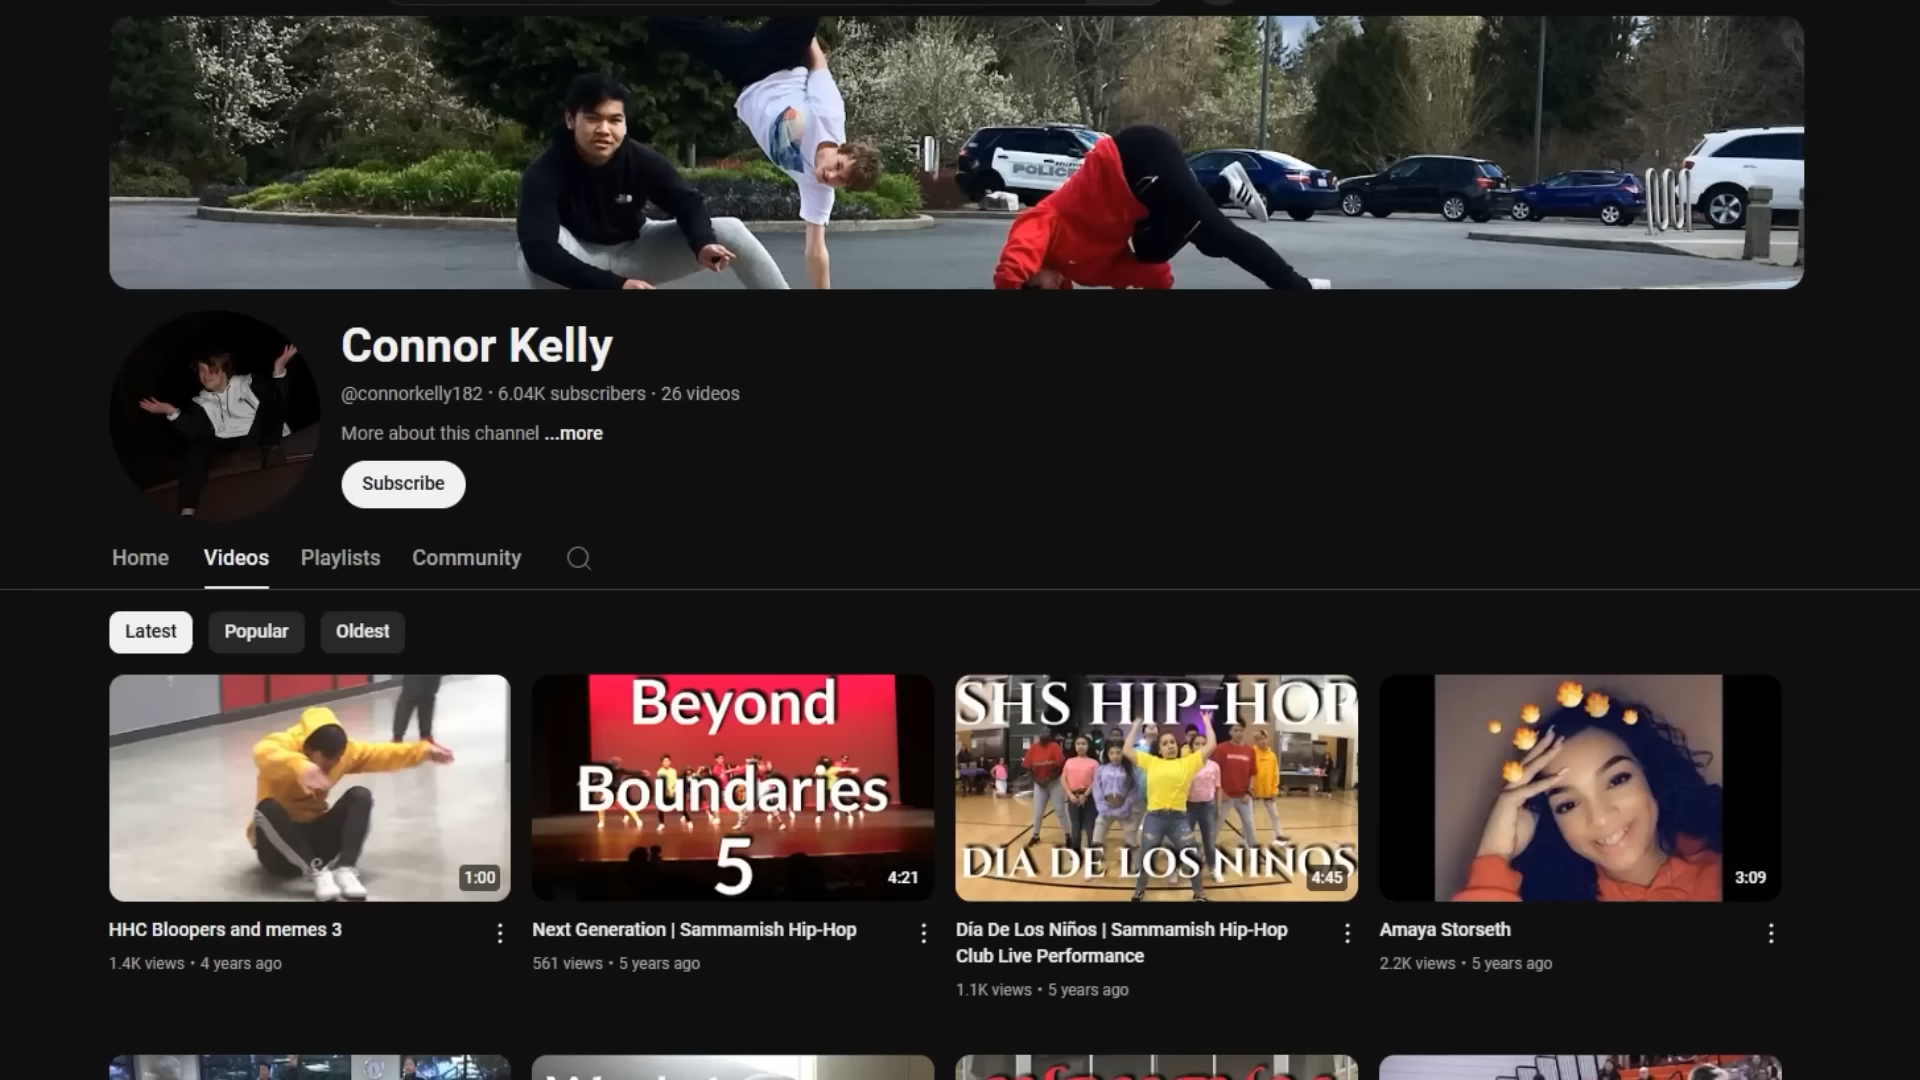 POLICE
Connor Kelly
@connorkelly182 · 6.04K subscribers · 26 videos
More about this channel ...more
Subscribe
Home
Videos
Playlists
Community
Latest
Popular
Oldest
1:00
Beyond
Boundaries
5
4:21
SHS HIP-HOP
DIA DE LOS NIÑOS
4:45
3:09
HHC Bloopers and memes 3
1.4K views • 4 years ago
Next Generation | Sammamish Hip-Hop
561 views • 5 years ago
Día De Los Niños | Sammamish Hip-Hop
Club Live Performance
1.1K views • 5 years ago
Amaya Storseth
2.2K views • 5 years ago